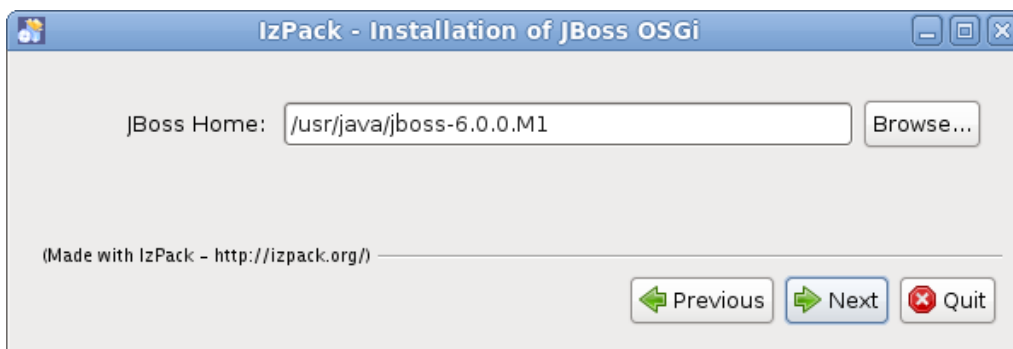 IzPack - Installation of JBoss OSGi
JBoss Home: /usr/java/jboss-6.0.0.M1 Browse...
(Made with IzPack - http://izpack.org/)
Previous Next Quit